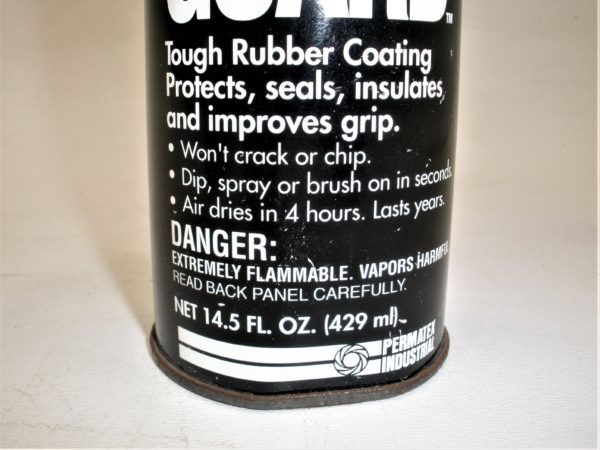 GUARD™
Tough Rubber Coating
Protects, seals, insulates
and improves grip.
• Won't crack or chip.
• Dip, spray or brush on in seconds.
• Air dries in 4 hours. Lasts years.
DANGER:
EXTREMELY FLAMMABLE. VAPORS HARMFUL.
READ BACK PANEL CAREFULLY.
NET 14.5 FL. OZ. (429 ml)
PERMATEX
INDUSTRIAL